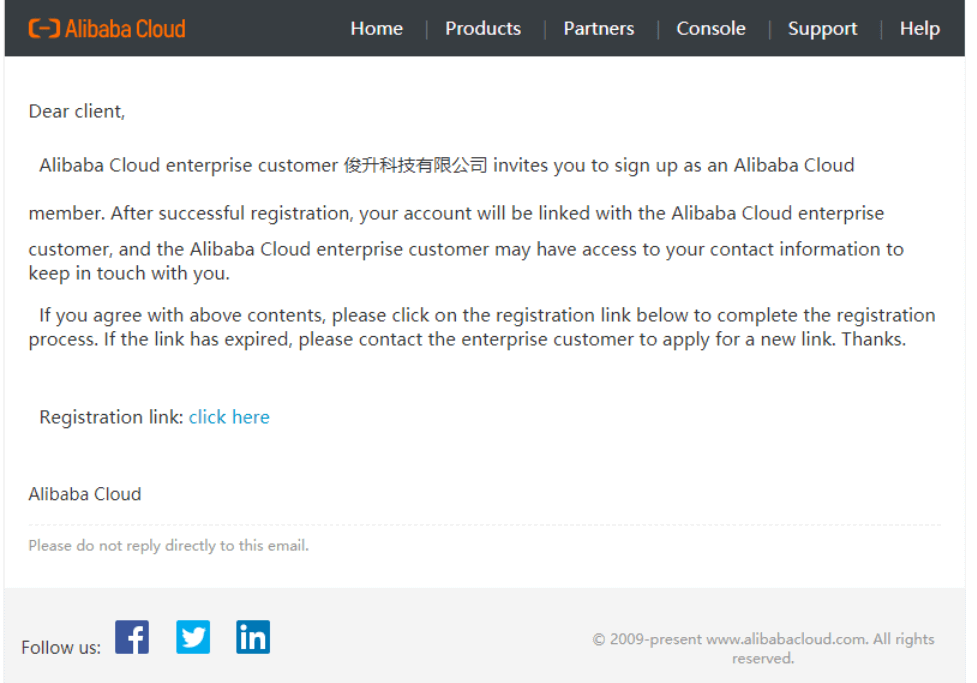 Alibaba Cloud Home Products Partners Console Support Help
Dear client,
Alibaba Cloud enterprise customer 俊升科技有限公司 invites you to sign up as an Alibaba Cloud
member. After successful registration, your account will be linked with the Alibaba Cloud enterprise
customer, and the Alibaba Cloud enterprise customer may have access to your contact information to
keep in touch with you.
If you agree with above contents, please click on the registration link below to complete the registration
process. If the link has expired, please contact the enterprise customer to apply for a new link. Thanks.
Registration link: click here
Alibaba Cloud
Please do not reply directly to this email.
Follow us:
© 2009-present www.alibabacloud.com. All rights
reserved.